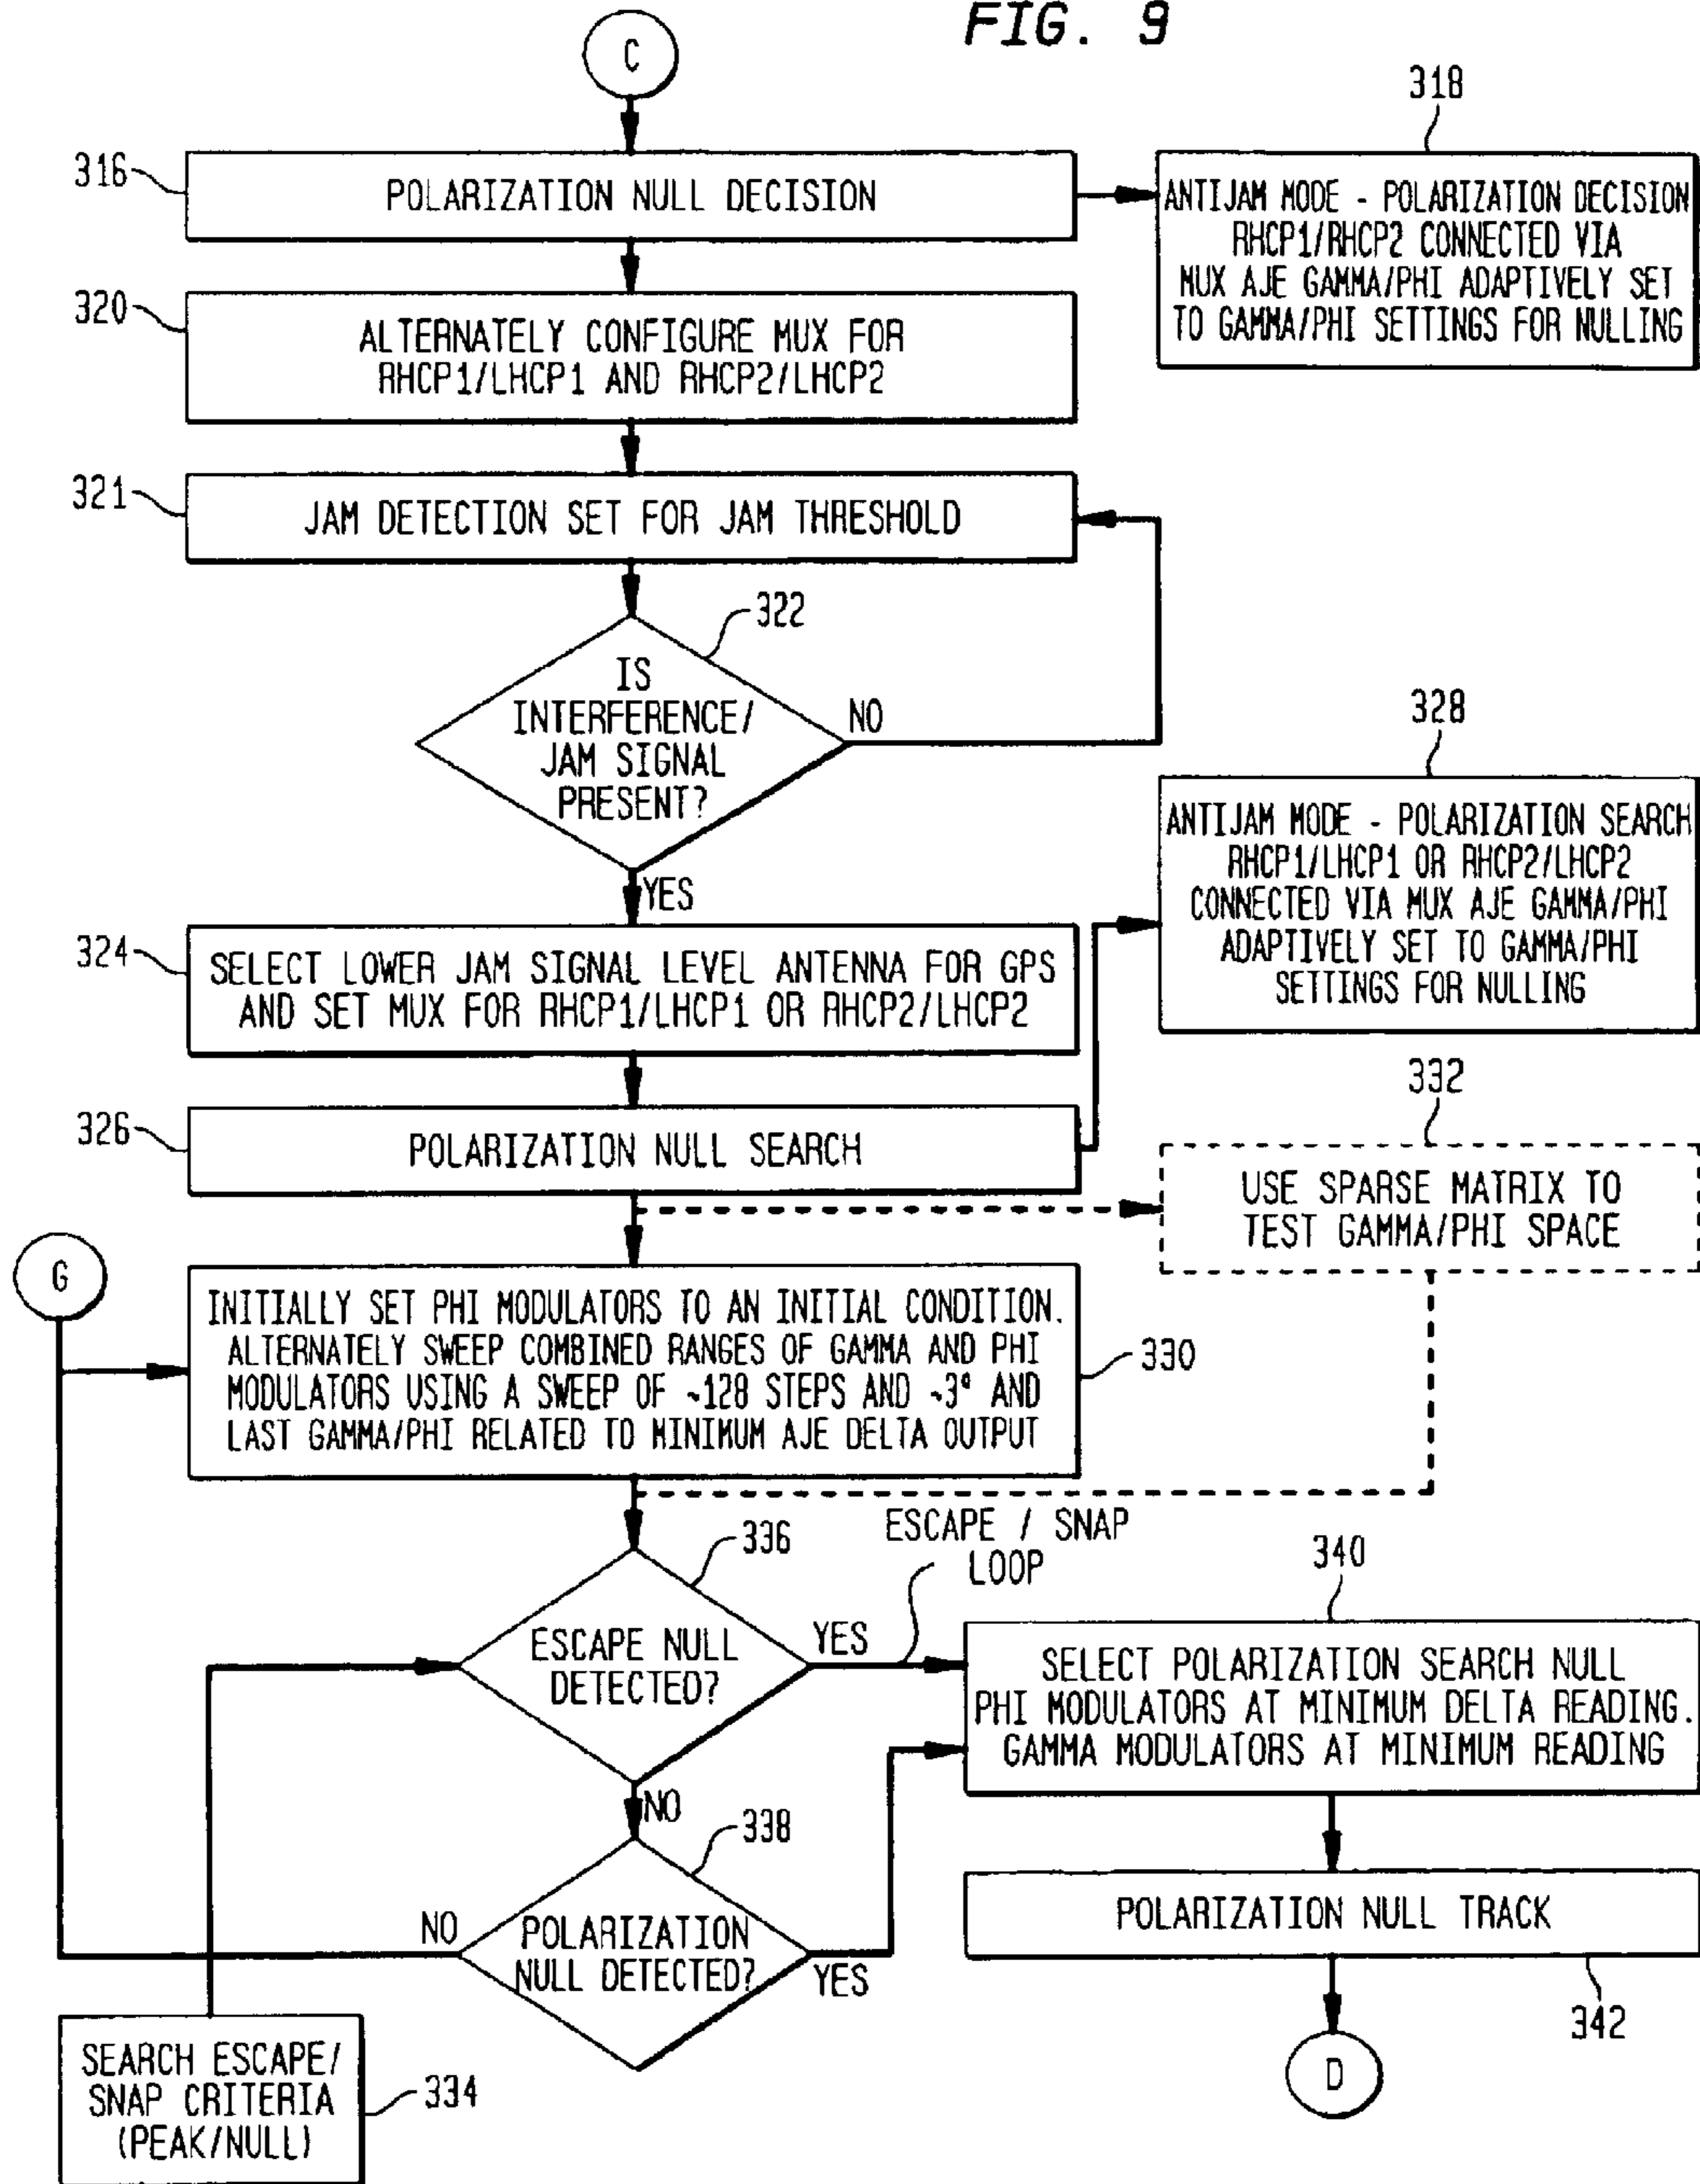 FIG. 9
C
318
316
POLARIZATION NULL DECISION
ANTIJAM MODE - POLARIZATION DECISION
RHCP1/RHCP2 CONNECTED VIA
MUX AJE GAMMA/PHI ADAPTIVELY SET
TO GAMMA/PHI SETTINGS FOR NULLING
320
ALTERNATELY CONFIGURE MUX FOR
RHCP1/LHCP1 AND RHCP2/LHCP2
321
JAM DETECTION SET FOR JAM THRESHOLD
322
IS
INTERFERENCE/
JAM SIGNAL
PRESENT?
NO
YES
328
ANTIJAM MODE - POLARIZATION SEARCH
RHCP1/LHCP1 OR RHCP2/LHCP2
CONNECTED VIA MUX AJE GAMMA/PHI
ADAPTIVELY SET TO GAMMA/PHI
SETTINGS FOR NULLING
324
SELECT LOWER JAM SIGNAL LEVEL ANTENNA FOR GPS
AND SET MUX FOR RHCP1/LHCP1 OR RHCP2/LHCP2
326
POLARIZATION NULL SEARCH
332
USE SPARSE MATRIX TO
TEST GAMMA/PHI SPACE
G
INITIALLY SET PHI MODULATORS TO AN INITIAL CONDITION.
ALTERNATELY SWEEP COMBINED RANGES OF GAMMA AND PHI
MODULATORS USING A SWEEP OF ~128 STEPS AND ~3° AND
LAST GAMMA/PHI RELATED TO MINIMUM AJE DELTA OUTPUT
330
336
ESCAPE / SNAP
LOOP
ESCAPE NULL
DETECTED?
YES
NO
340
SELECT POLARIZATION SEARCH NULL
PHI MODULATORS AT MINIMUM DELTA READING.
GAMMA MODULATORS AT MINIMUM READING
338
POLARIZATION
NULL DETECTED?
NO
YES
POLARIZATION NULL TRACK
342
SEARCH ESCAPE/
SNAP CRITERIA
(PEAK/NULL)
334
D